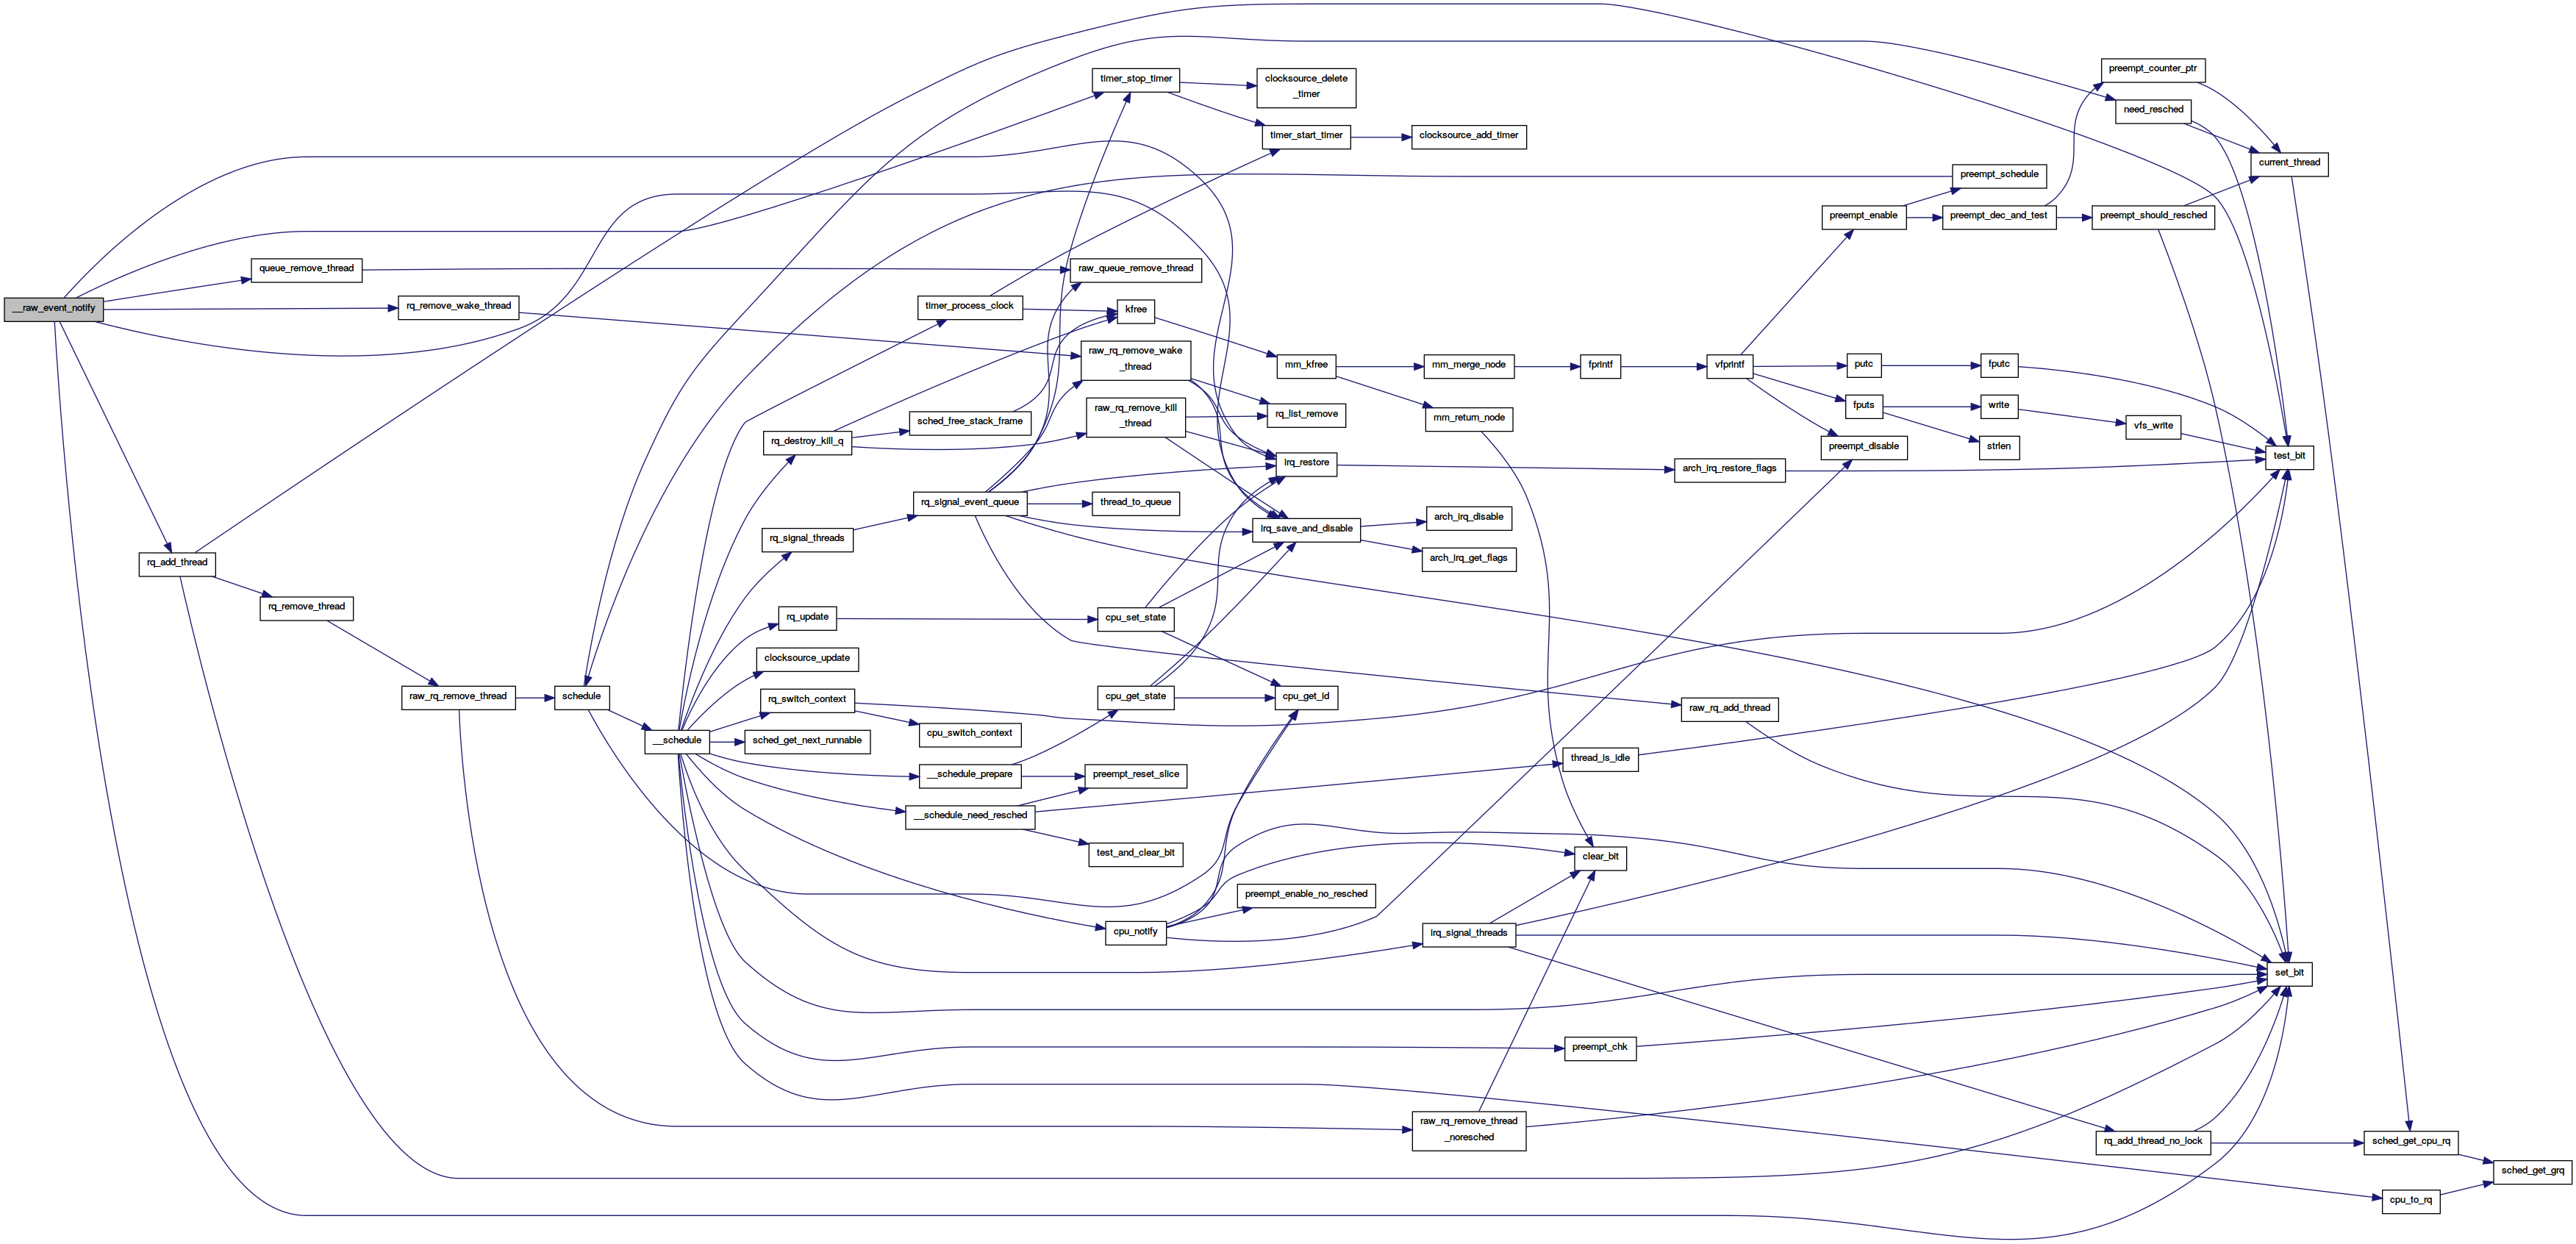 __raw_event_notify
queue_remove_thread
rq_remove_wake_thread
rq_add_thread
rq_remove_thread
raw_rq_remove_thread
schedule
__schedule
timer_process_clock
rq_destroy_kill_q
sched_free_stack_frame
rq_signal_threads
rq_signal_event_queue
rq_update
clocksource_update
rq_switch_context
cpu_switch_context
sched_get_next_runnable
__schedule_prepare
__schedule_need_resched
timer_stop_timer
raw_queue_remove_thread
kfree
raw_rq_remove_wake
_thread
raw_rq_remove_kill
_thread
thread_to_queue
cpu_set_state
cpu_get_state
preempt_reset_slice
test_and_clear_bit
cpu_notify
clocksource_delete
_timer
timer_start_timer
clocksource_add_timer
mm_kfree
rq_list_remove
irq_restore
irq_save_and_disable
arch_irq_disable
arch_irq_get_flags
cpu_get_id
preempt_enable_no_resched
mm_merge_node
mm_return_node
irq_signal_threads
raw_rq_remove_thread
_noresched
fprintf
thread_is_idle
clear_bit
preempt_chk
arch_irq_restore_flags
raw_rq_add_thread
vfprintf
preempt_enable
preempt_disable
putc
fputs
preempt_schedule
preempt_dec_and_test
fputc
write
strlen
preempt_counter_ptr
need_resched
preempt_should_resched
vfs_write
rq_add_thread_no_lock
current_thread
test_bit
set_bit
sched_get_cpu_rq
cpu_to_rq
sched_get_grq